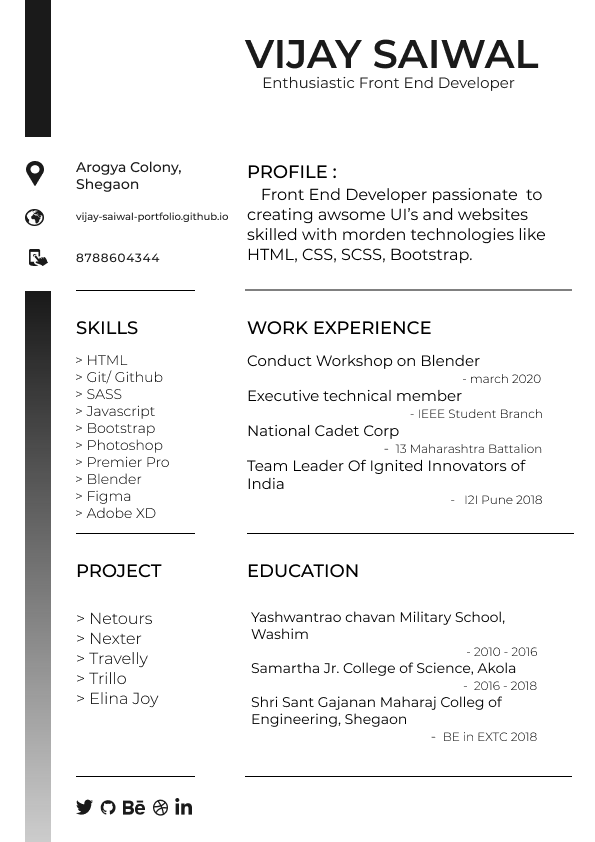 VIJAY SAIWAL
Enthusiastic Front End Developer
Arogya Colony,
Shegaon
vijay-saiwal-portfolio.github.io
8788604344
PROFILE :
Front End Developer passionate to
creating awsome UI's and websites
skilled with morden technologies like
HTML, CSS, SCSS, Bootstrap.
SKILLS
> HTML
> Git/ Github
> SASS
> Javascript
> Bootstrap
> Photoshop
> Premier Pro
> Blender
> Figma
> Adobe XD
WORK EXPERIENCE
Conduct Workshop on Blender
- march 2020
Executive technical member
- IEEE Student Branch
National Cadet Corp
- 13 Maharashtra Battalion
Team Leader Of Ignited Innovators of
India
- I2I Pune 2018
PROJECT
> Netours
> Nexter
> Travelly
> Trillo
> Elina Joy
EDUCATION
Yashwantrao chavan Military School,
Washim
- 2010 - 2016
Samartha Jr. College of Science, Akola
- 2016 - 2018
Shri Sant Gajanan Maharaj Colleg of
Engineering, Shegaon
- BE in EXTC 2018
Bē in